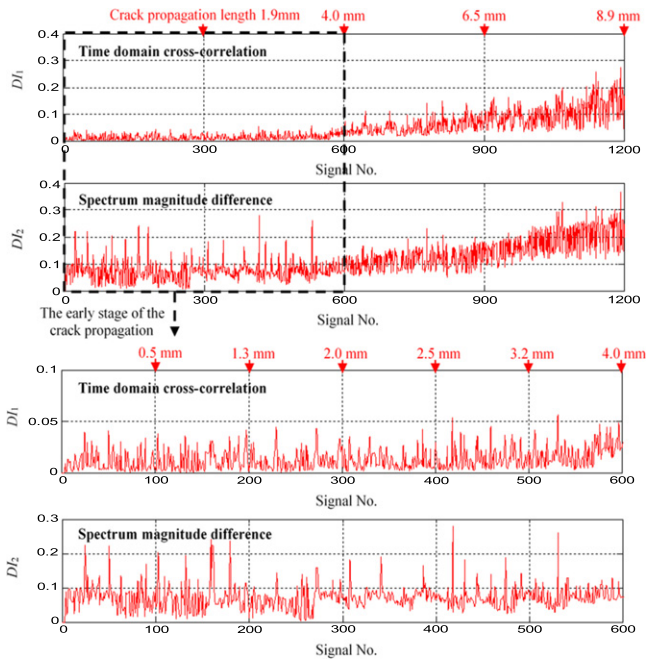 Crack propagation length 1.9mm 4.0 mm 6.5 mm 8.9 mm
0.4
Time domain cross-correlation
0.3
DI1
0.2
0.1
0
0 300 600 900 1200
Signal No.
0.4
Spectrum magnitude difference
0.3
DI2
0.2
0.1
0
0 300 600 900 1200
The early stage of the
crack propagation
Signal No.
0.5 mm 1.3 mm 2.0 mm 2.5 mm 3.2 mm 4.0 mm
0.1
Time domain cross-correlation
DI1
0.05
0
0 100 200 300 400 500 600
Signal No.
0.3
Spectrum magnitude difference
DI2
0.2
0.1
0
0 100 200 300 400 500 600
Signal No.